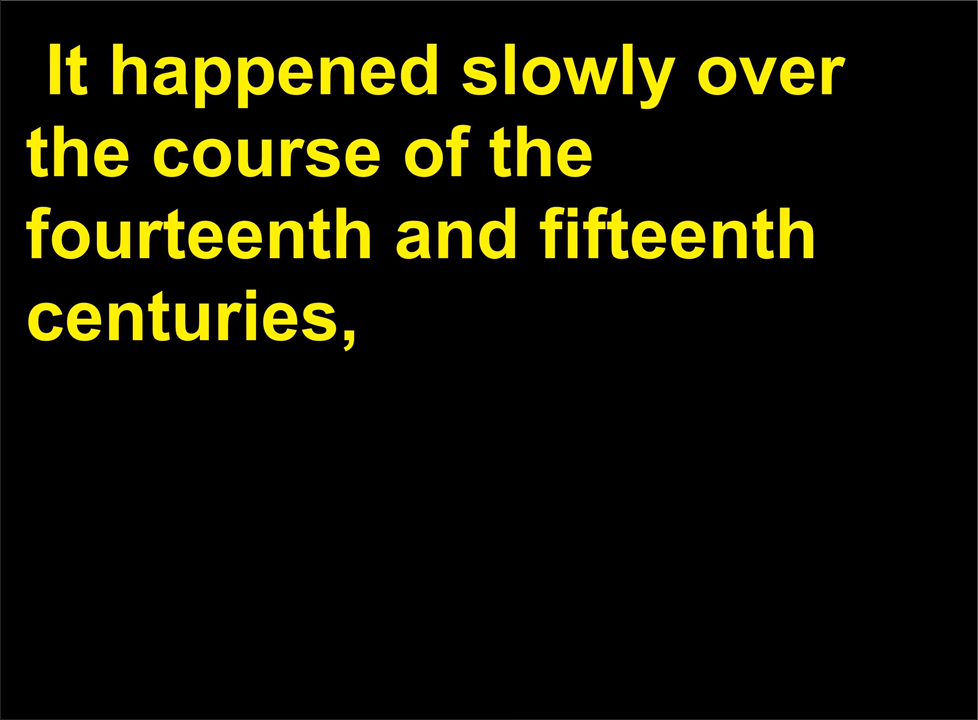 It happened slowly over
the course of the
fourteenth and fifteenth
centuries,